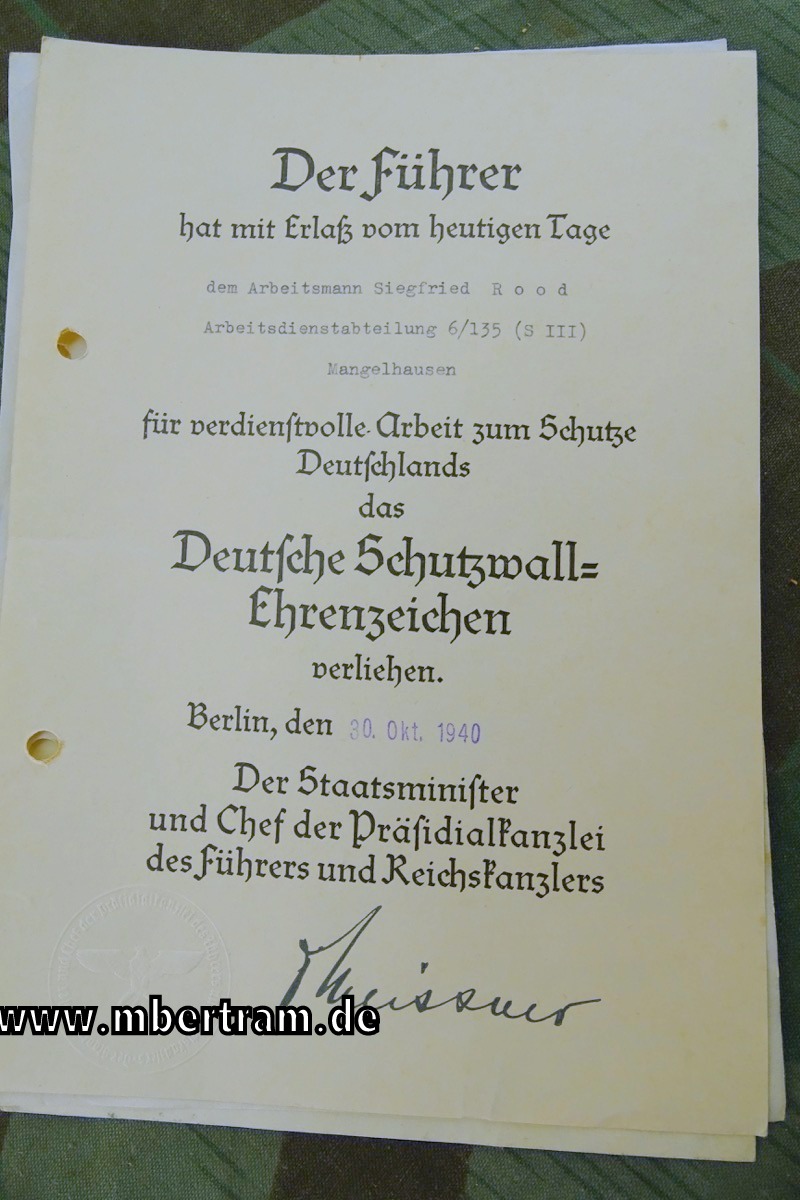 Der Führer
hat mit Erlaß vom heutigen Tage
dem Arbeitsmann Siegfried R o o d
Arbeitsdienstabteilung 6/135 (S III)
Mangelhausen
für verdienstvolle Arbeit zum Schutze
Deutschlands
das
Deutsche Schutzwall=
Ehrenzeichen
verliehen.
Berlin, den 30. Okt. 1940
Der Staatsminister
und Chef der Präsidialkanzlei
des Führers und Reichskanzlers
Meissner
www.mbertram.de